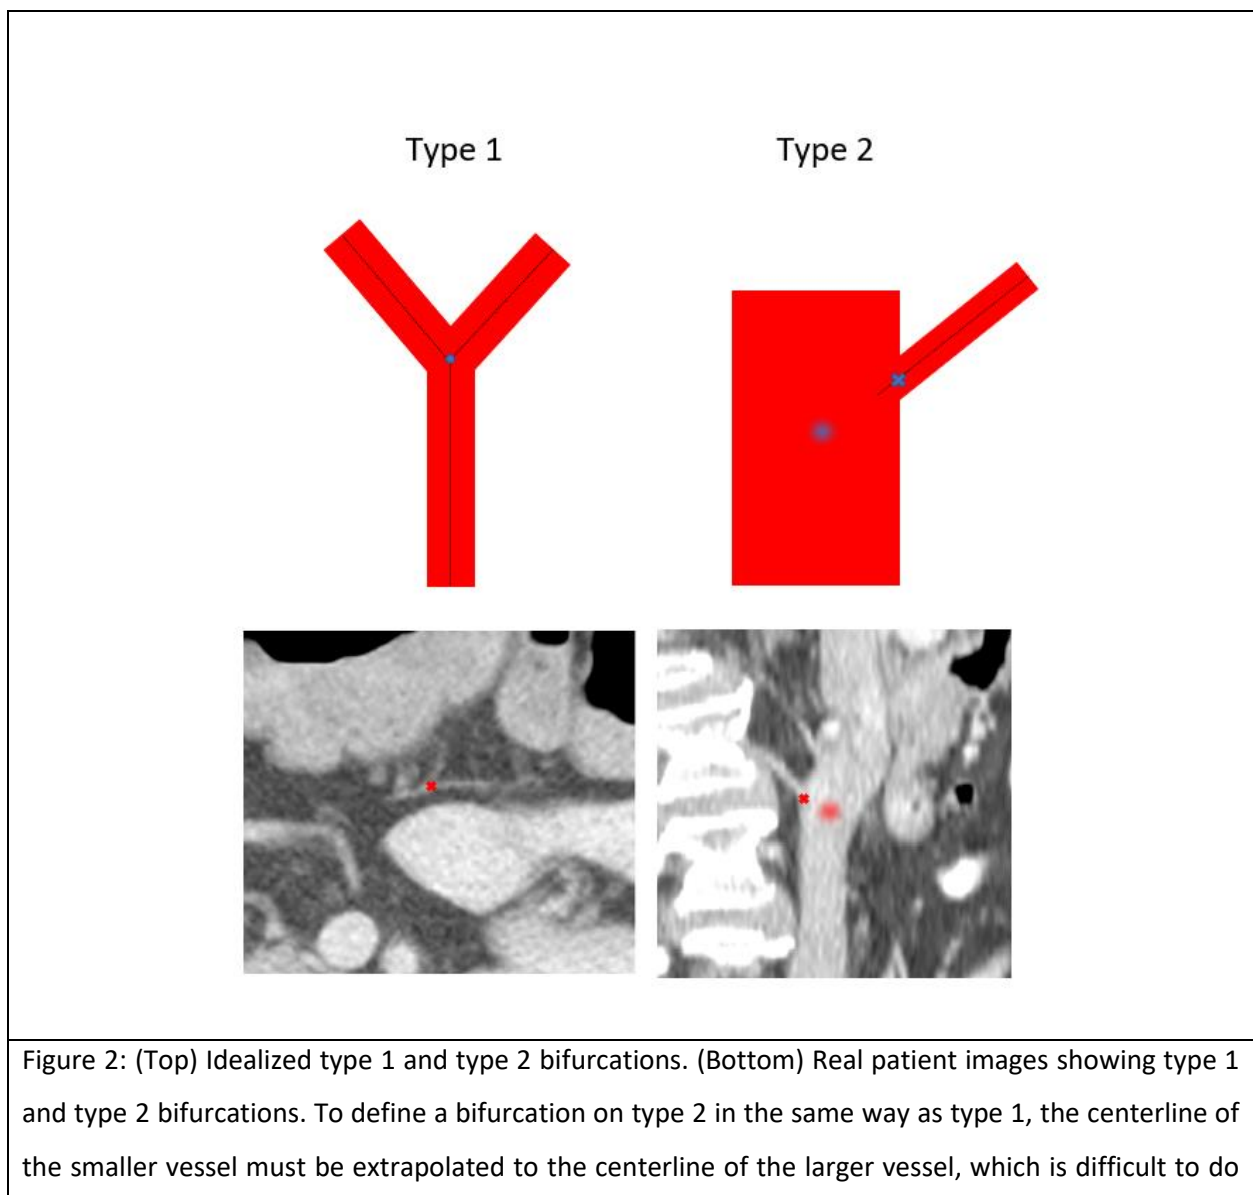 Type 1
Type 2
Figure 2: (Top) Idealized type 1 and type 2 bifurcations. (Bottom) Real patient images showing type 1
and type 2 bifurcations. To define a bifurcation on type 2 in the same way as type 1, the centerline of
the smaller vessel must be extrapolated to the centerline of the larger vessel, which is difficult to do